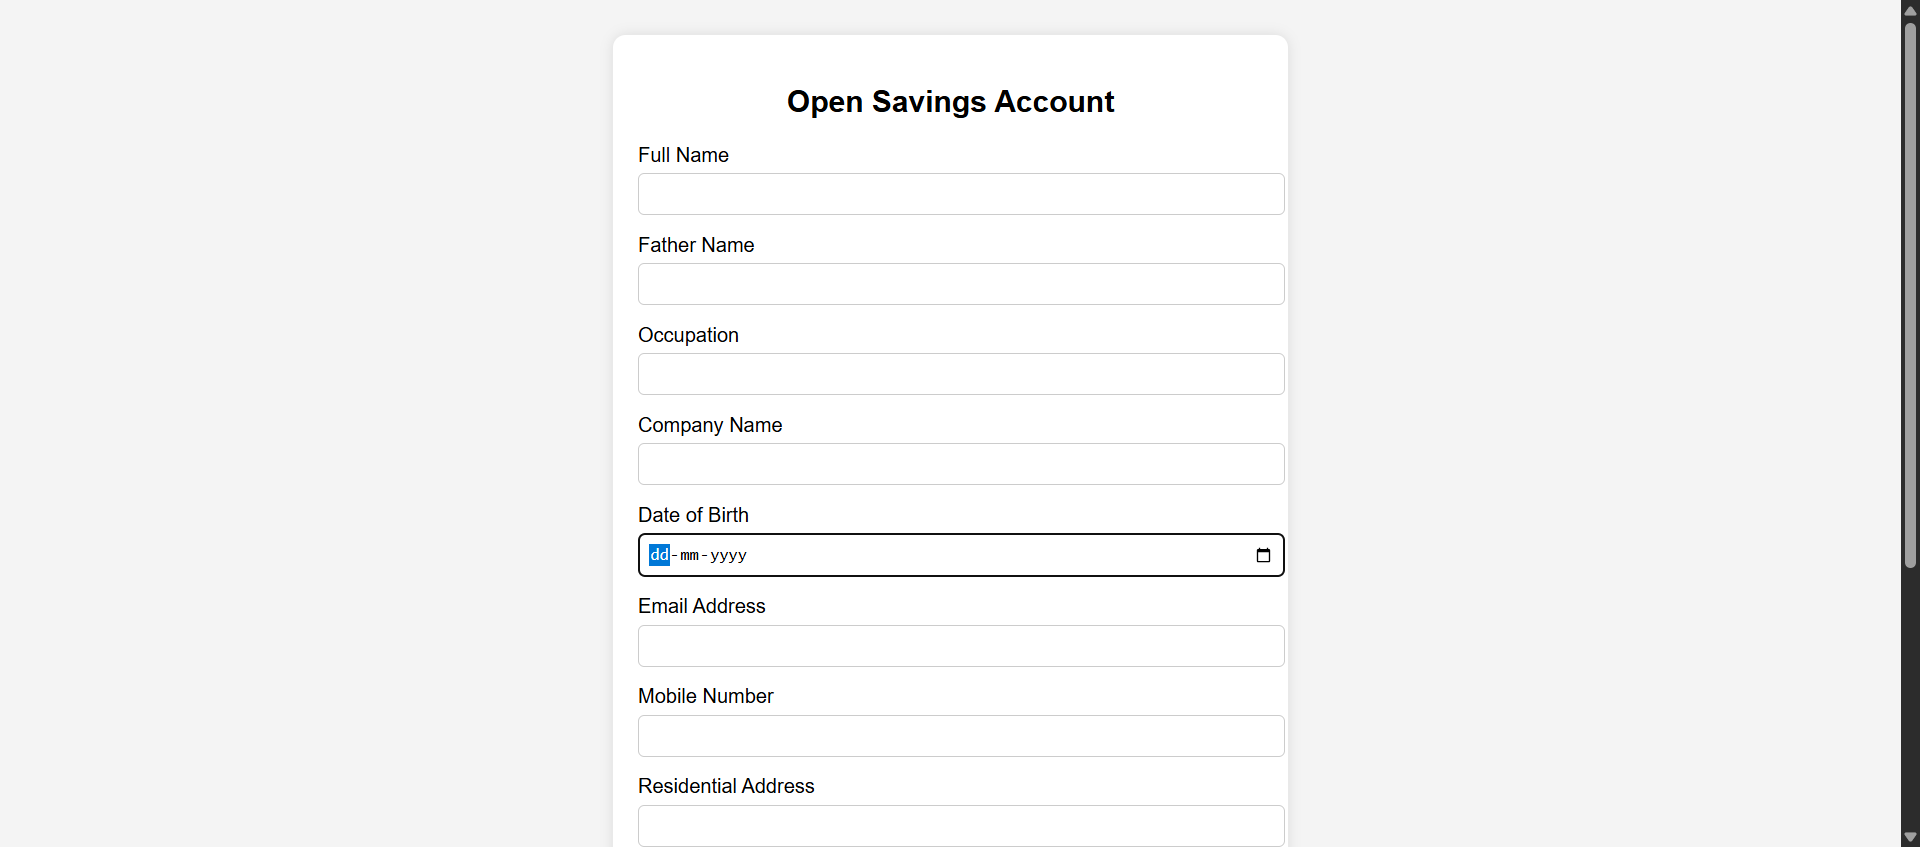 Open Savings Account
Full Name
Father Name
Occupation
Company Name
Date of Birth
dd-mm-yyyy
Email Address
Mobile Number
Residential Address